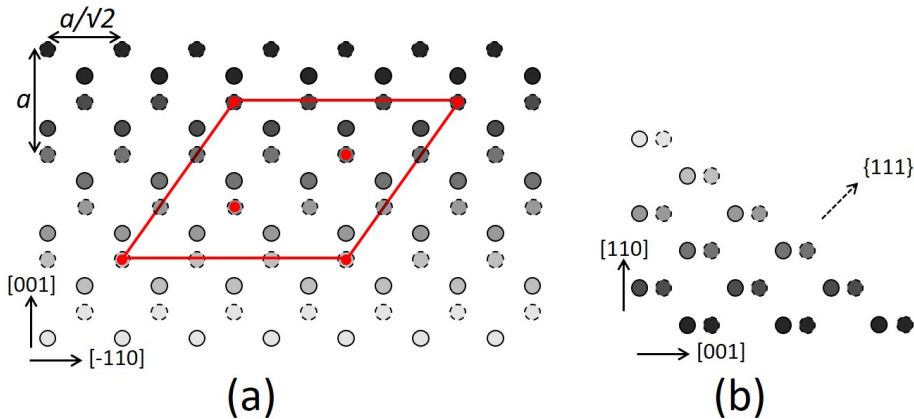 a/√2
a
[001]
[-110]
(a)
{111}
[110]
[001]
(b)